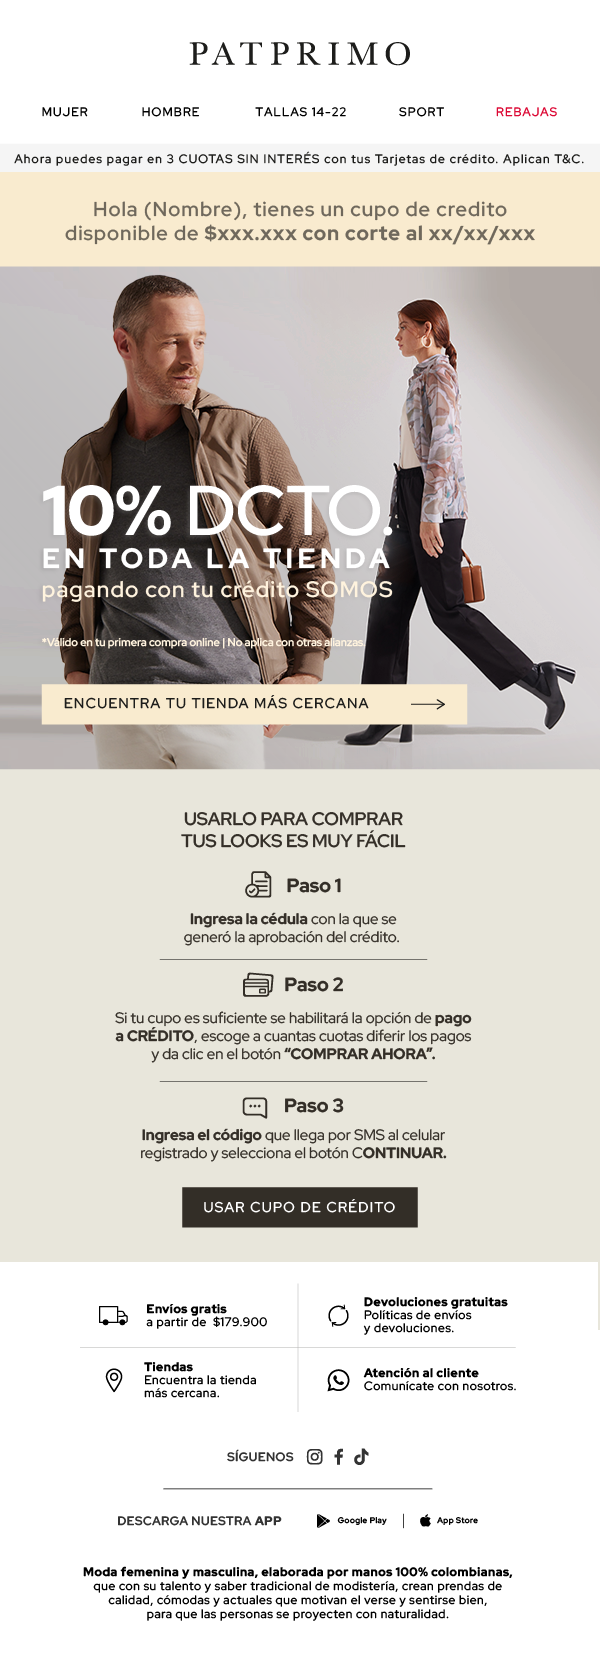 PATPRIMO
MUJER HOMBRE TALLAS 14-22 SPORT REBAJAS
Ahora puedes pagar en 3 CUOTAS SIN INTERÉS con tus Tarjetas de crédito. Aplican T&C.
Hola (Nombre), tienes un cupo de credito
disponible de $xxx.xxx con corte al xx/xx/xxx
10% DCTO.
EN TODA LA TIENDA
pagando con tu crédito SOMOS
*Válido en tu primera compra online | No aplica con otras alianzas.
ENCUENTRA TU TIENDA MÁS CERCANA
USARLO PARA COMPRAR
TUS LOOKS ES MUY FÁCIL
Paso 1
Ingresa la cédula con la que se
generó la aprobación del crédito.
Paso 2
Si tu cupo es suficiente se habilitará la opción de pago
a CRÉDITO, escoge a cuantas cuotas diferir los pagos
y da clic en el botón “COMPRAR AHORA”.
Paso 3
Ingresa el código que llega por SMS al celular
registrado y selecciona el botón CONTINUAR.
USAR CUPO DE CRÉDITO
Envíos gratis
a partir de $179.900
Devoluciones gratuitas
Políticas de envíos
y devoluciones.
Tiendas
Encuentra la tienda
más cercana.
Atención al cliente
Comunícate con nosotros.
SÍGUENOS
DESCARGA NUESTRA APP Google Play | App Store
Moda femenina y masculina, elaborada por manos 100% colombianas,
que con su talento y saber tradicional de modistería, crean prendas de
calidad, cómodas y actuales que motivan el verse y sentirse bien,
para que las personas se proyecten con naturalidad.